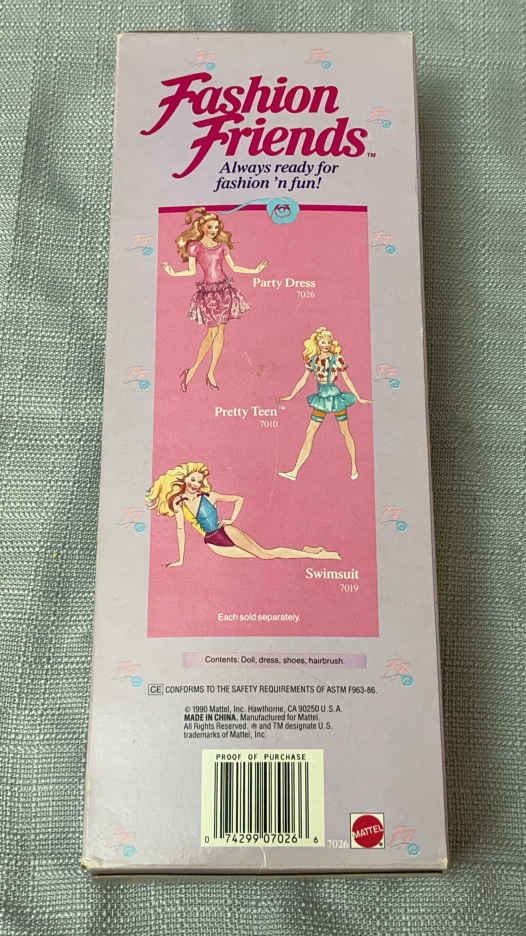 Fashion
Friends™
Always ready for
fashion 'n fun!
Party Dress
7026
Pretty Teen™
7010
Swimsuit
7019
Each sold separately.
Contents: Doll, dress, shoes, hairbrush.
CE CONFORMS TO THE SAFETY REQUIREMENTS OF ASTM F963-86.
© 1990 Mattel, Inc. Hawthorne, CA 90250 U.S.A.
MADE IN CHINA. Manufactured for Mattel.
All Rights Reserved. ® and TM designate U.S.
trademarks of Mattel, Inc.
PROOF OF PURCHASE
0 74299 07026 6
7026
MATTEL